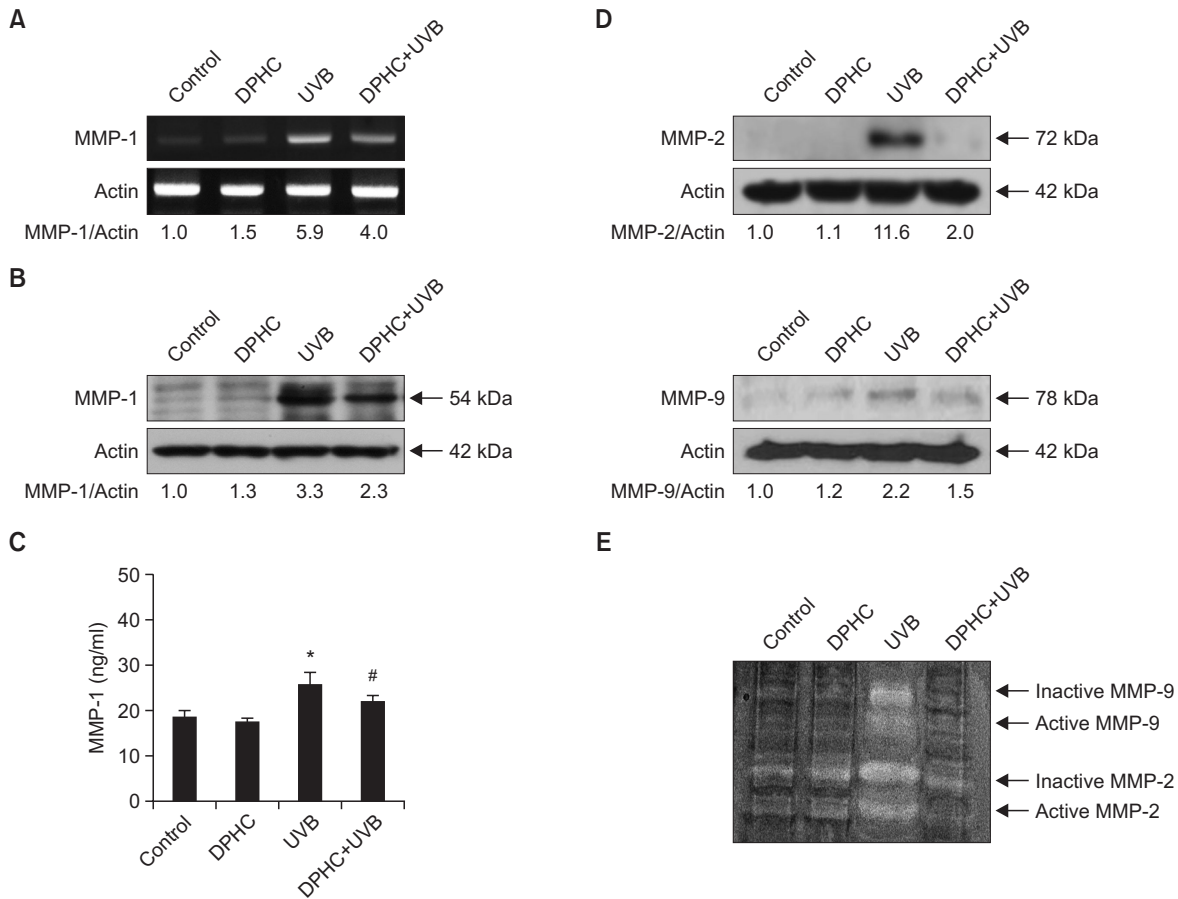 A
Control DPHC UVB DPHC+UVB
MMP-1
Actin
MMP-1/Actin 1.0 1.5 5.9 4.0
B
Control DPHC UVB DPHC+UVB
MMP-1 54 kDa
Actin 42 kDa
MMP-1/Actin 1.0 1.3 3.3 2.3
C
50
40
30
20
10
0
MMP-1 (ng/ml)
*
#
Control DPHC UVB DPHC+UVB
D
Control DPHC UVB DPHC+UVB
MMP-2 72 kDa
Actin 42 kDa
MMP-2/Actin 1.0 1.1 11.6 2.0
Control DPHC UVB DPHC+UVB
MMP-9 78 kDa
Actin 42 kDa
MMP-9/Actin 1.0 1.2 2.2 1.5
E
Control DPHC UVB DPHC+UVB
Inactive MMP-9
Active MMP-9
Inactive MMP-2
Active MMP-2